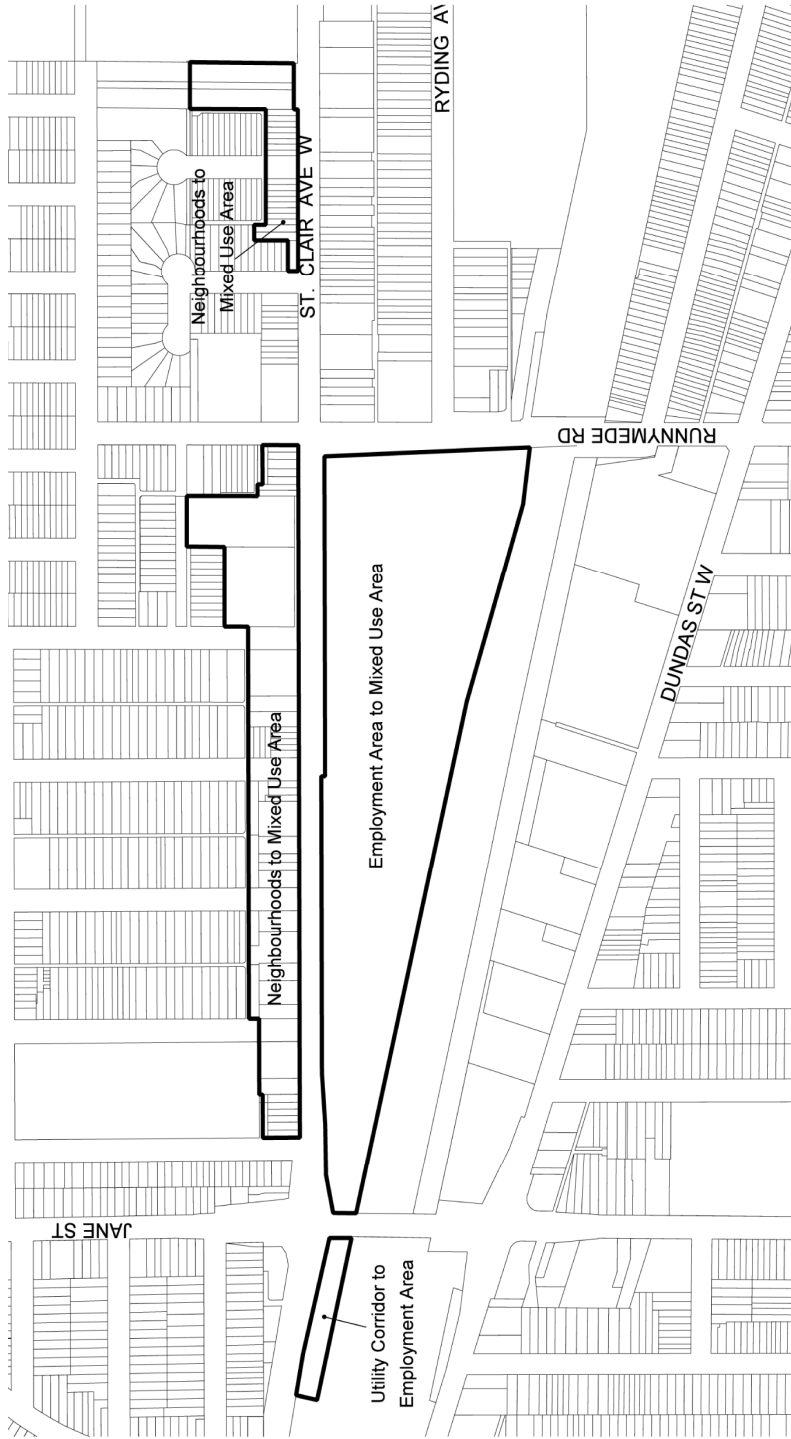 RYDING AV
Neighbourhoods to
Mixed Use Area
ST. CLAIR AVE W
RUNNYMEDE RD
Neighbourhoods to Mixed Use Area
Employment Area to Mixed Use Area
DUNDAS ST W
JANE ST
Utility Corridor to
Employment Area